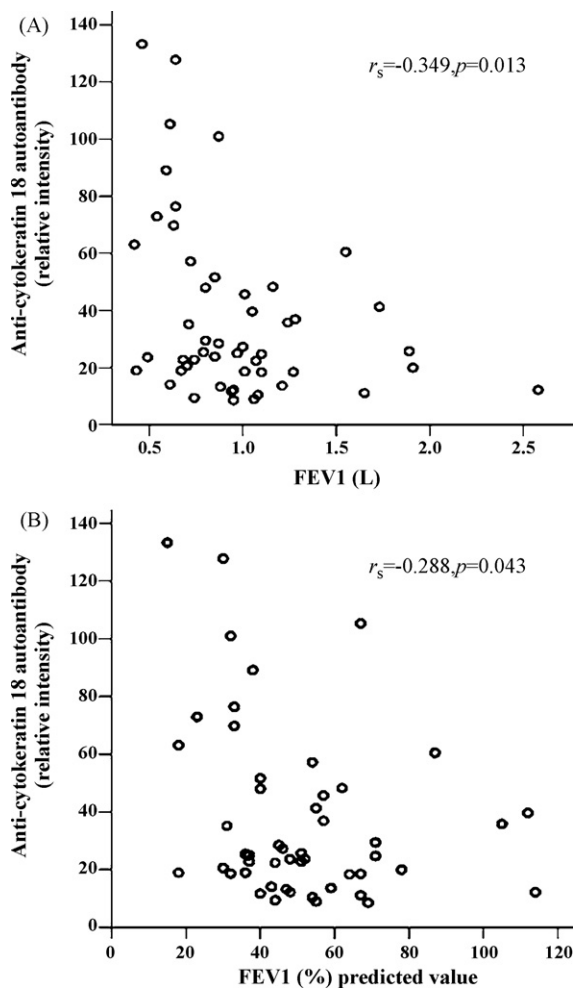 (A)
140
120
100
80
60
40
20
0
Anti-cytokeratin 18 autoantibody
(relative intensity)
rs=-0.349,p=0.013
0.5 1.0 1.5 2.0 2.5
FEV1 (L)
(B)
140
120
100
80
60
40
20
0
Anti-cytokeratin 18 autoantibody
(relative intensity)
rs=-0.288,p=0.043
0 20 40 60 80 100 120
FEV1 (%) predicted value